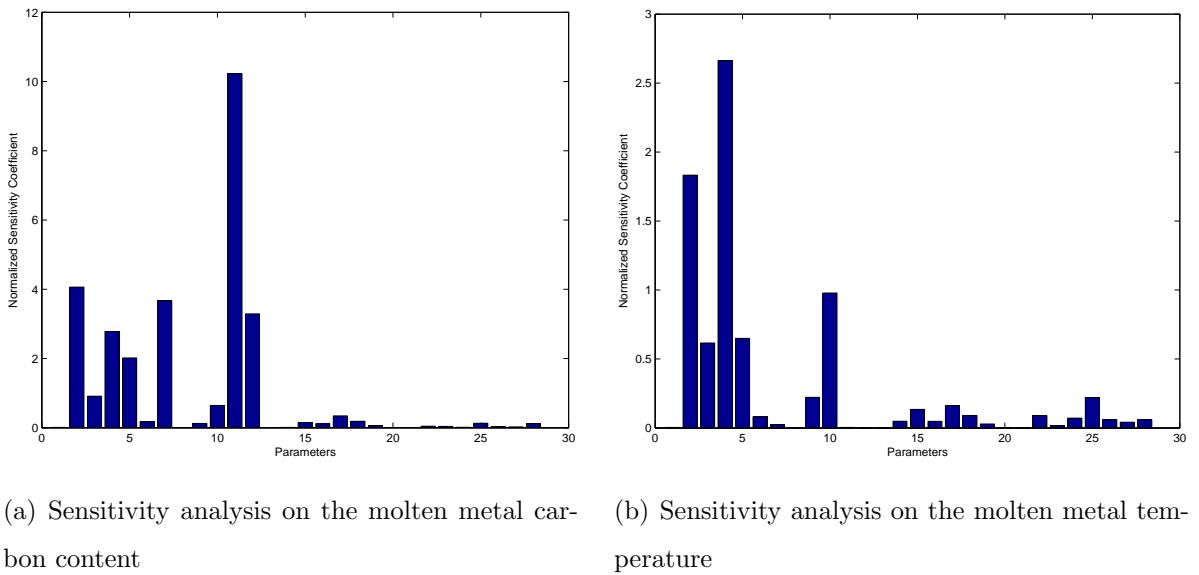 12
10
8
6
4
2
0
0 5 10 15 20 25 30
Normalized Sensitivity Coefficient
Parameters
3
2.5
2
1.5
1
0.5
0
0 5 10 15 20 25 30
Normalized Sensitivity Coefficient
Parameters
(a) Sensitivity analysis on the molten metal car-
bon content
(b) Sensitivity analysis on the molten metal tem-
perature